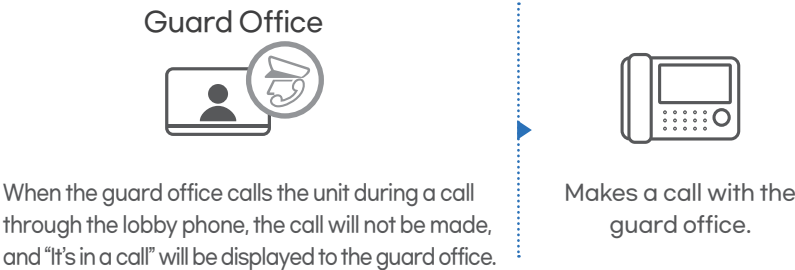 Guard Office
When the guard office calls the unit during a call
through the lobby phone, the call will not be made,
and “It’s in a call” will be displayed to the guard office.
Makes a call with the
guard office.